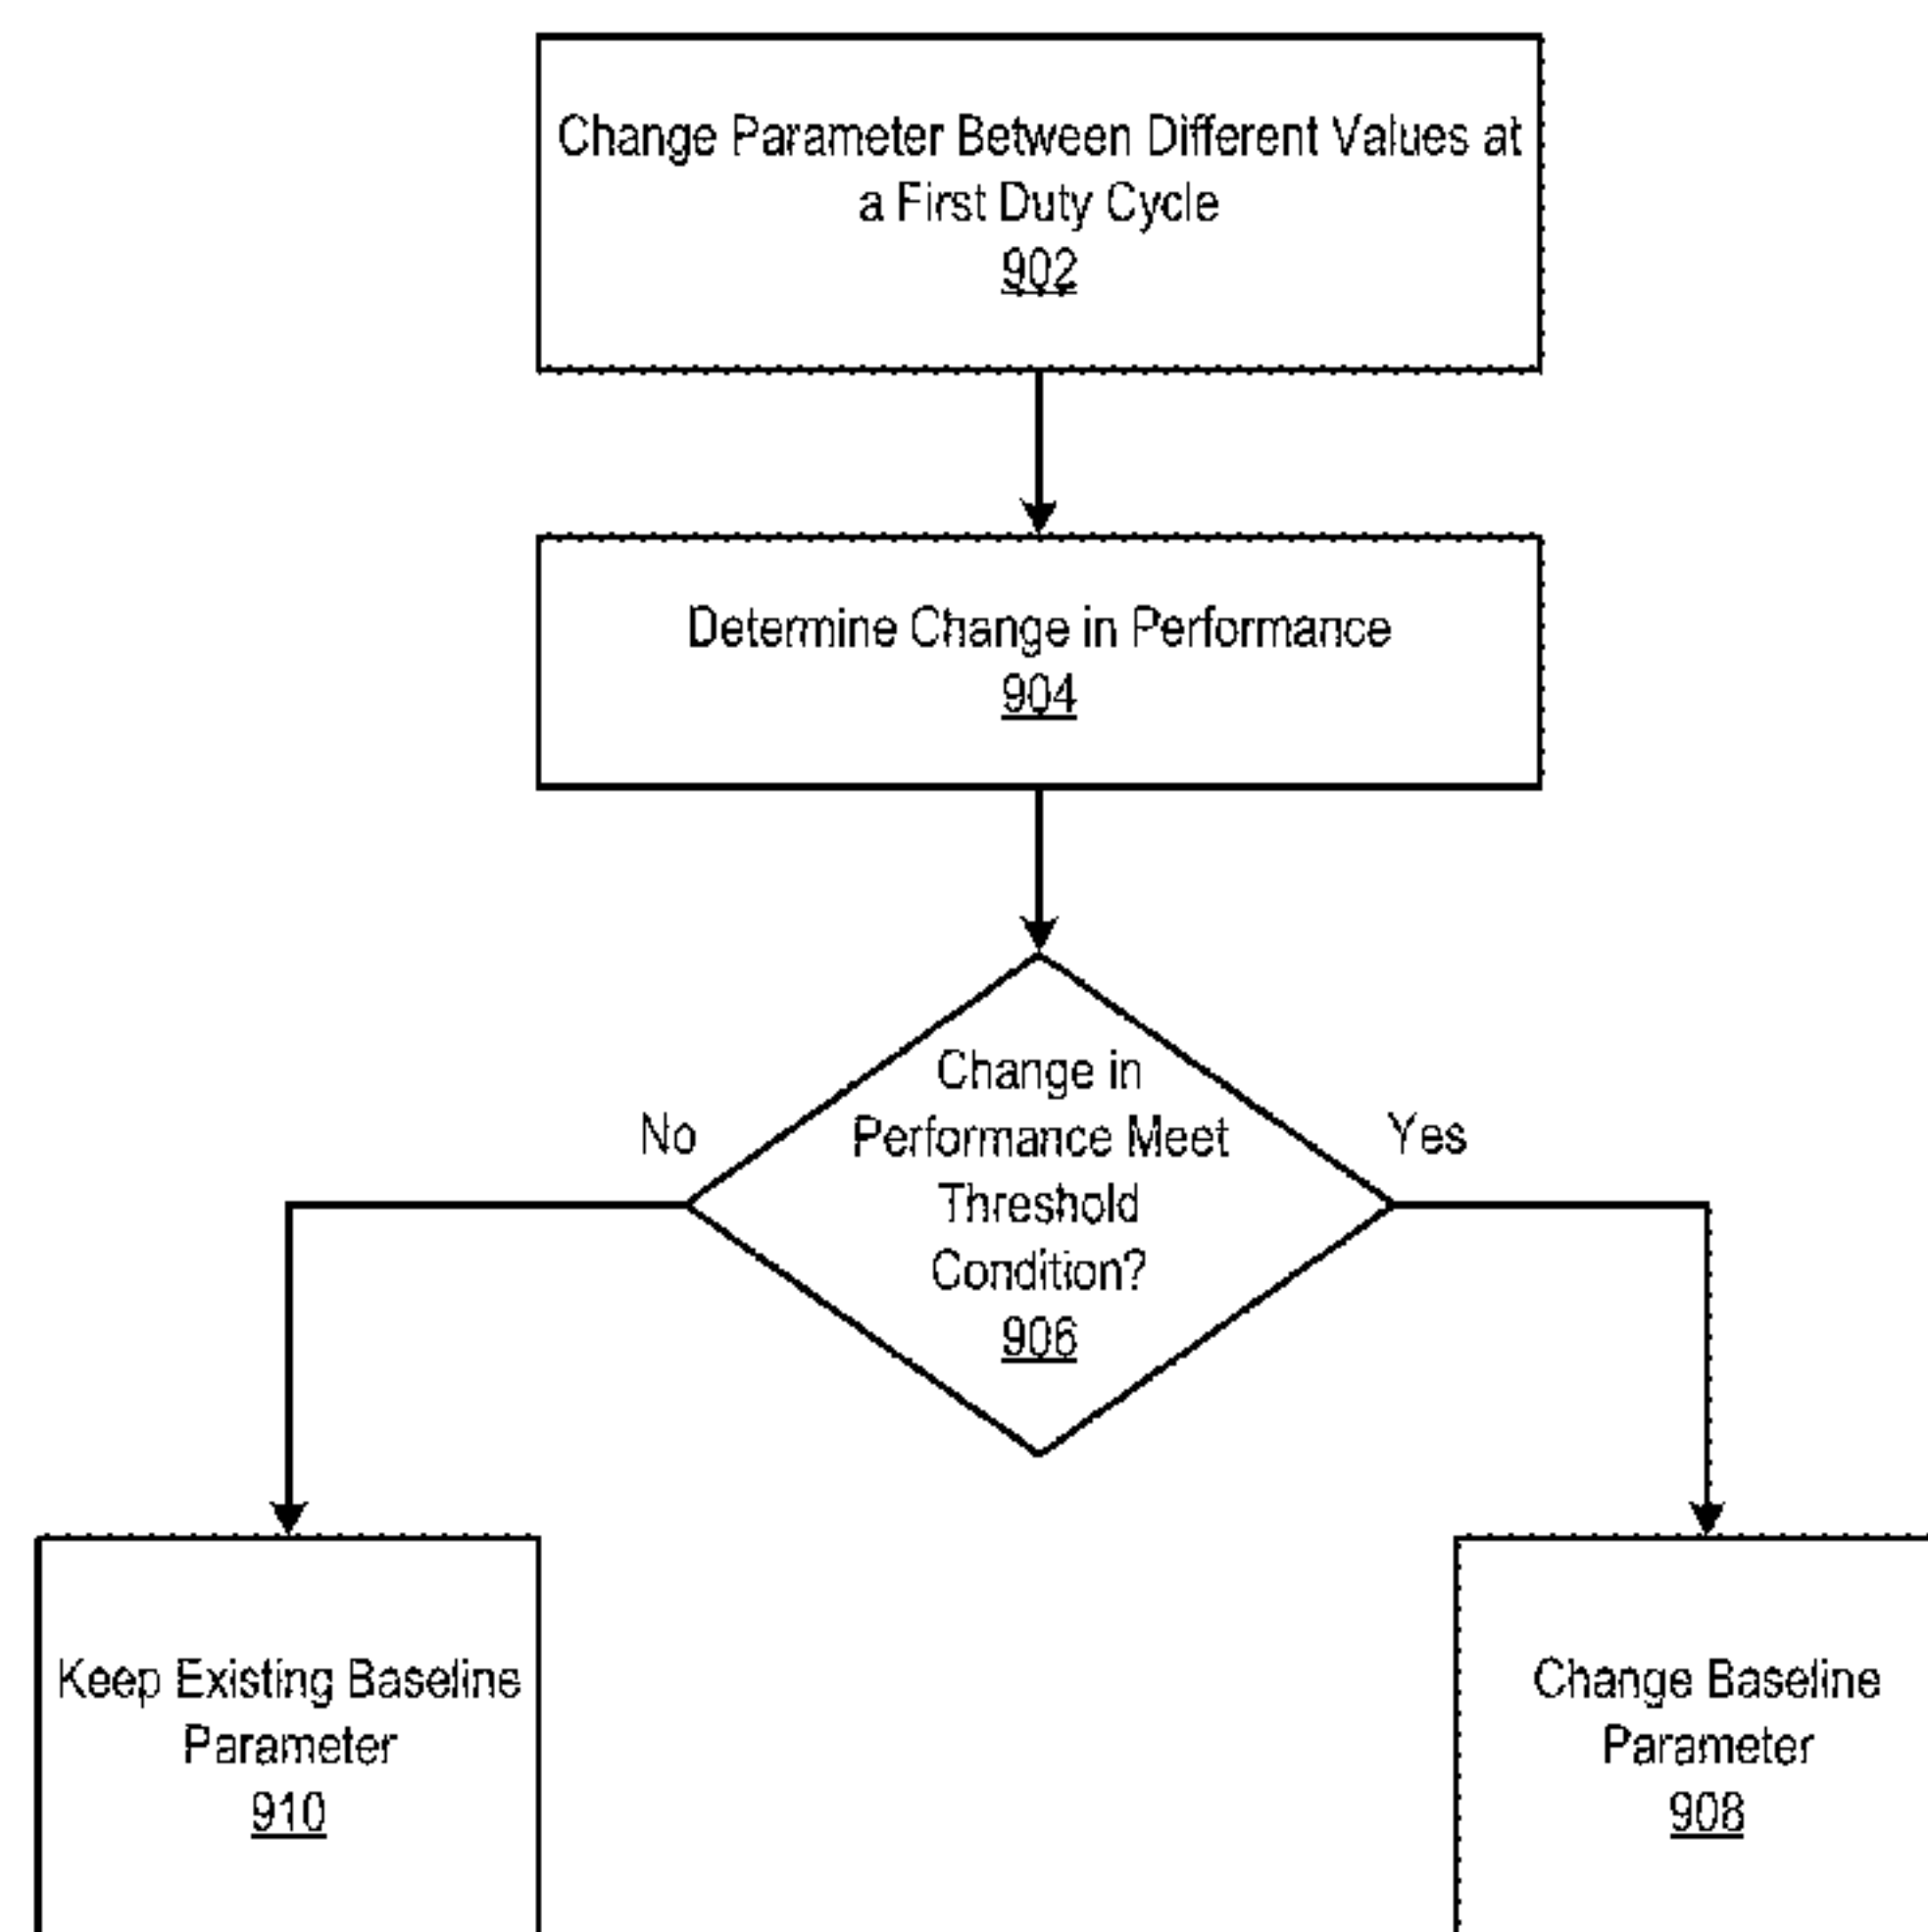 Change Parameter Between Different Values at
a First Duty Cycle
902
Determine Change in Performance
904
Change in
Performance Meet
Threshold
Condition?
906
No
Yes
Keep Existing Baseline
Parameter
910
Change Baseline
Parameter
908